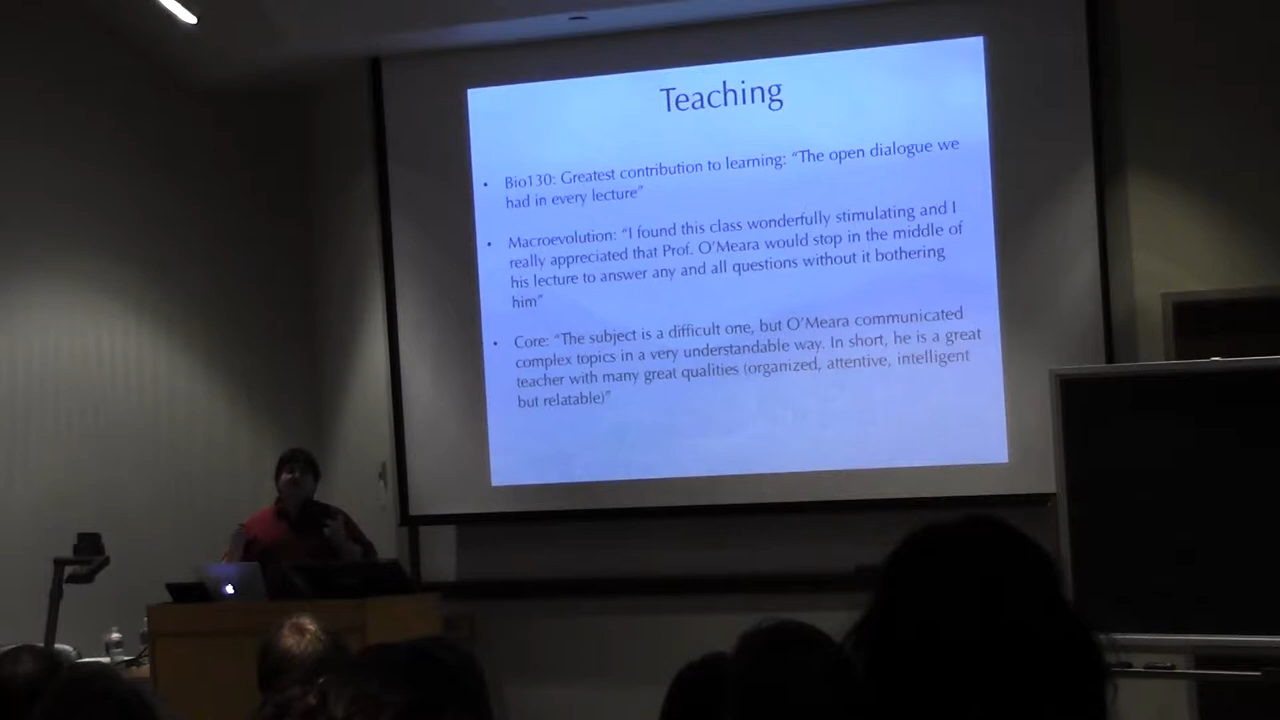 Teaching
• Bio130: Greatest contribution to learning: “The open dialogue we
had in every lecture”
• Macroevolution: “I found this class wonderfully stimulating and I
really appreciated that Prof. O’Meara would stop in the middle of
his lecture to answer any and all questions without it bothering
him”
• Core: “The subject is a difficult one, but O’Meara communicated
complex topics in a very understandable way. In short, he is a great
teacher with many great qualities (organized, attentive, intelligent
but relatable)”